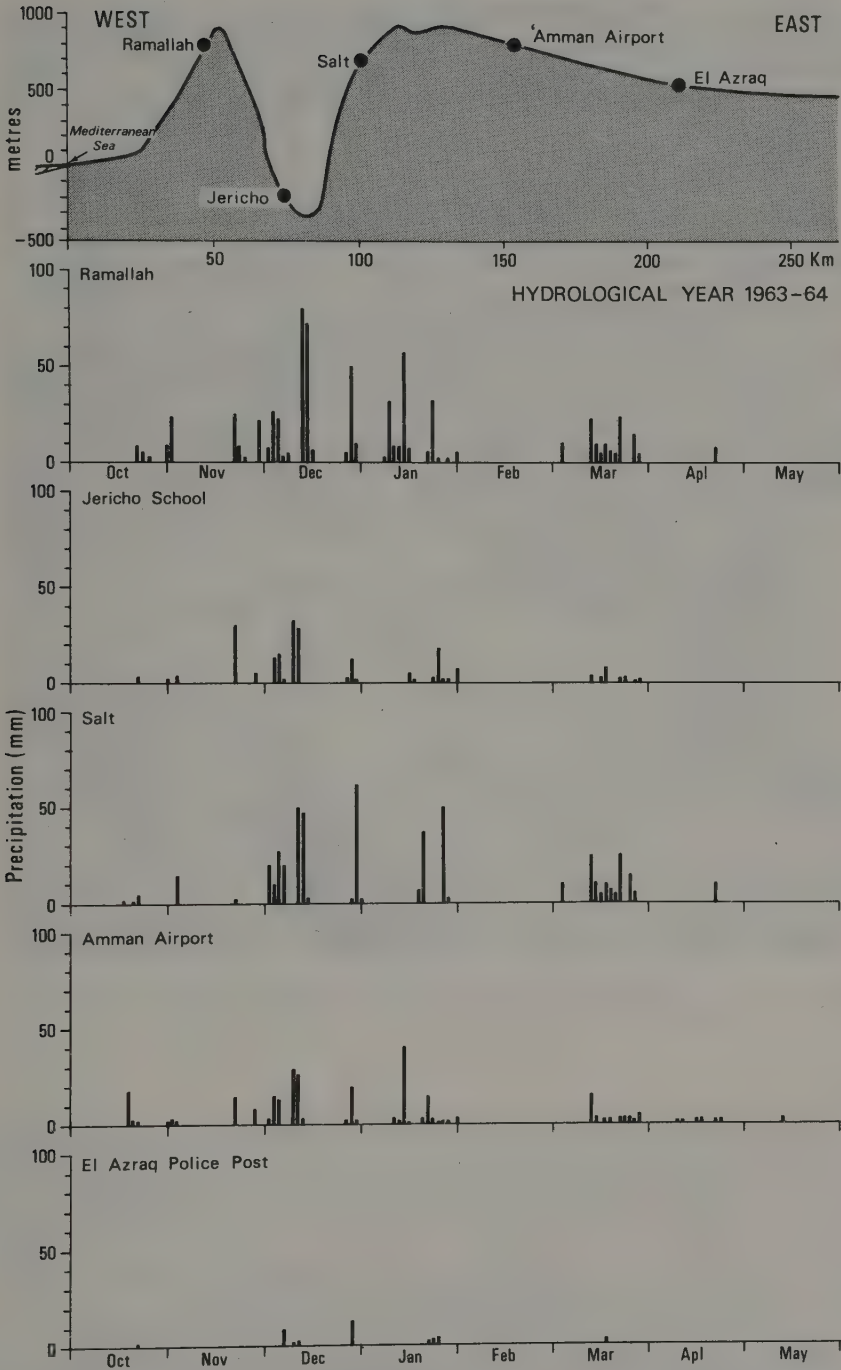 1000
WEST
EAST
Ramallah
'Amman Airport
Salt
El Azraq
500
metres
Mediterranean
Sea
0
Jericho
-500
50
100
150
200
250 Km
100
Ramallah
HYDROLOGICAL YEAR 1963-64
50
0
Oct
Nov
Dec
Jan
Feb
Mar
Apl
May
100
Jericho School
50
0
100
Salt
Precipitation (mm)
50
0
100
Amman Airport
50
0
100
El Azraq Police Post
50
0
Oct
Nov
Dec
Jan
Feb
Mar
Apl
May